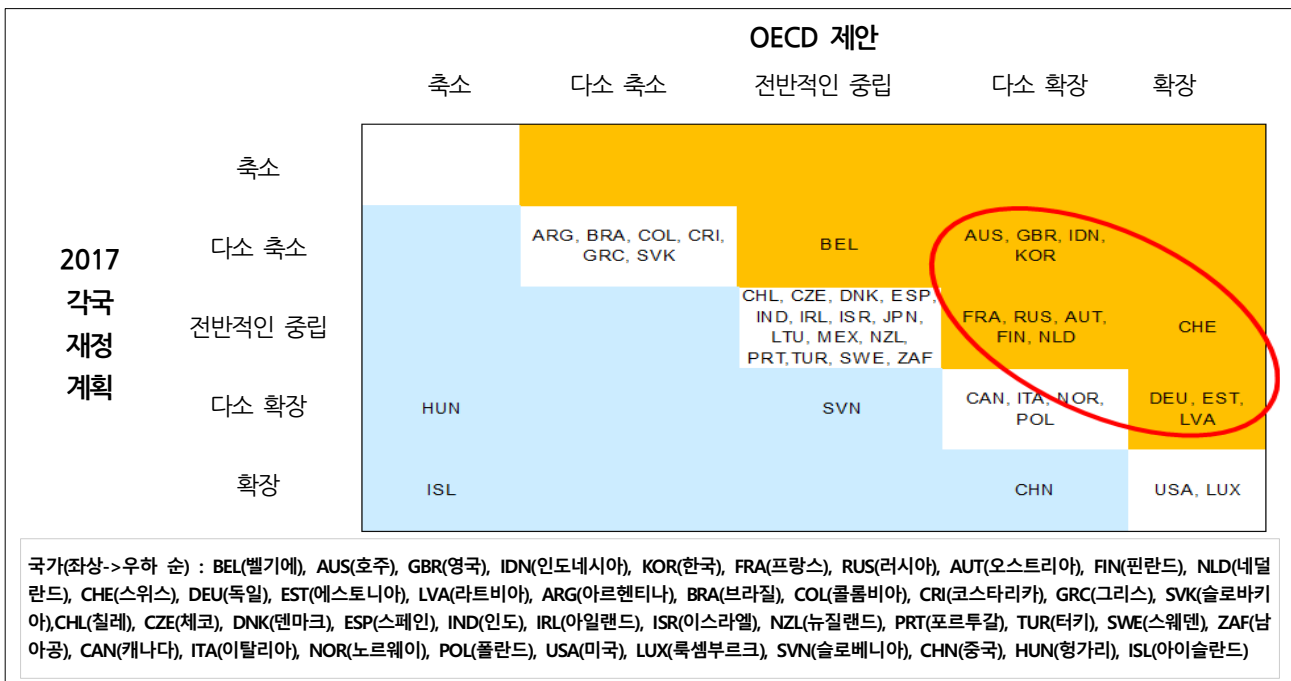 OECD 제안
축소 다소 축소 전반적인 중립 다소 확장 확장
2017
각국
재정
계획
축소
다소 축소
ARG, BRA, COL, CRI,
GRC, SVK
BEL
AUS, GBR, IDN,
KOR
전반적인 중립
CHL, CZE, DNK, ESP,
IND, IRL, ISR, JPN,
LTU, MEX, NZL,
PRT,TUR, SWE, ZAF
FRA, RUS, AUT,
FIN, NLD
CHE
다소 확장
HUN
SVN
CAN, ITA, NOR,
POL
DEU, EST,
LVA
확장
ISL
CHN
USA, LUX
국가(좌상->우하 순) : BEL(벨기에), AUS(호주), GBR(영국), IDN(인도네시아), KOR(한국), FRA(프랑스), RUS(러시아), AUT(오스트리아), FIN(핀란드), NLD(네덜
란드), CHE(스위스), DEU(독일), EST(에스토니아), LVA(라트비아), ARG(아르헨티나), BRA(브라질), COL(콜롬비아), CRI(코스타리카), GRC(그리스), SVK(슬로바키
아),CHL(칠레), CZE(체코), DNK(덴마크), ESP(스페인), IND(인도), IRL(아일랜드), ISR(이스라엘), NZL(뉴질랜드), PRT(포르투갈), TUR(터키), SWE(스웨덴), ZAF(남
아공), CAN(캐나다), ITA(이탈리아), NOR(노르웨이), POL(폴란드), USA(미국), LUX(룩셈부르크), SVN(슬로베니아), CHN(중국), HUN(헝가리), ISL(아이슬란드)